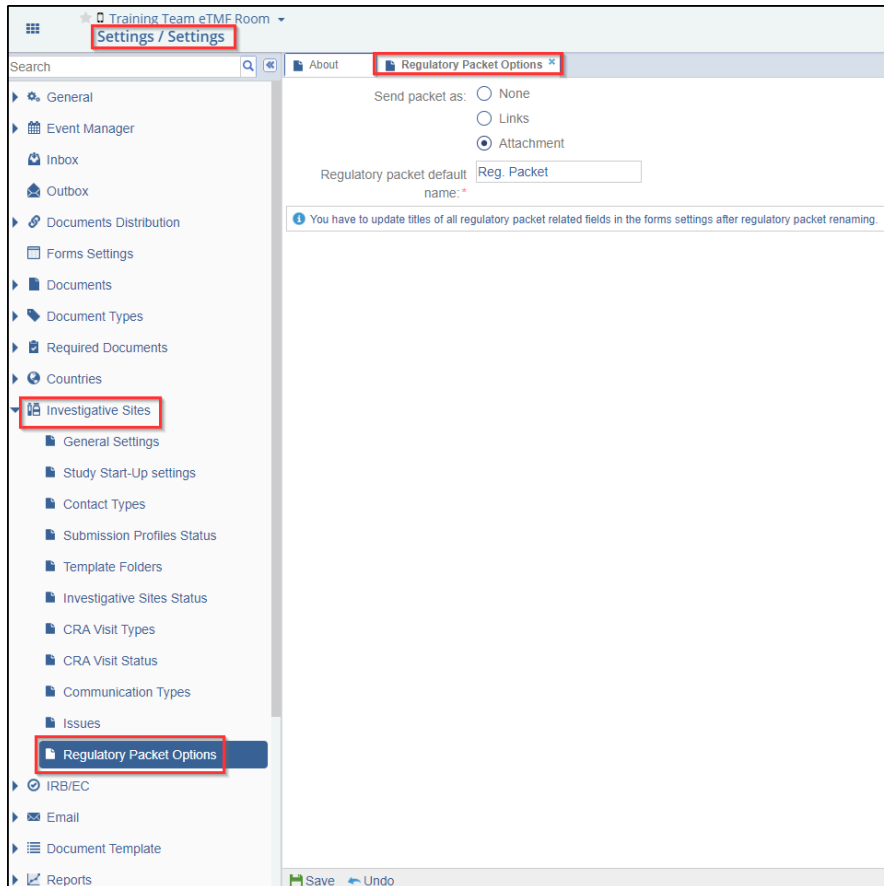 Training Team eTMF Room
Settings / Settings
Search
General
Event Manager
Inbox
Outbox
Documents Distribution
Forms Settings
Documents
Document Types
Required Documents
Countries
Investigative Sites
General Settings
Study Start-Up settings
Contact Types
Submission Profiles Status
Template Folders
Investigative Sites Status
CRA Visit Types
CRA Visit Status
Communication Types
Issues
Regulatory Packet Options
IRB/EC
Email
Document Template
Reports
About
Regulatory Packet Options
Send packet as:
None
Links
Attachment
Regulatory packet default
name:*
Reg. Packet
You have to update titles of all regulatory packet related fields in the forms settings after regulatory packet renaming.
Save
Undo